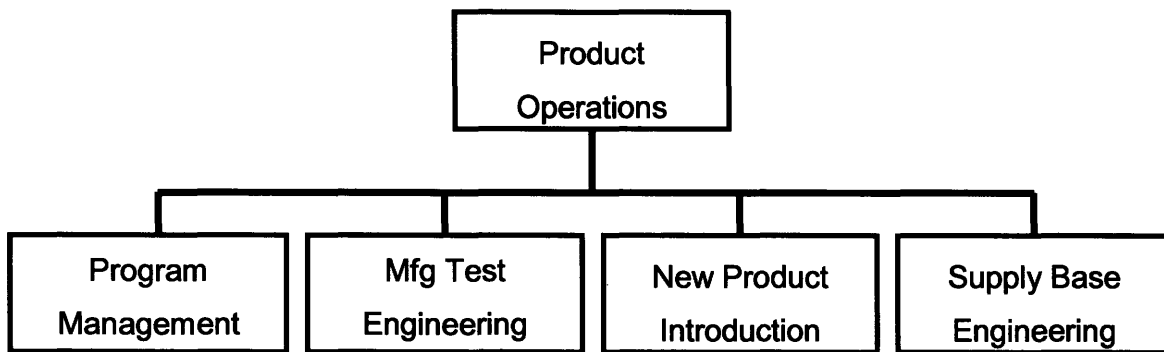 Product
Operations
Program
Management
Mfg Test
Engineering
New Product
Introduction
Supply Base
Engineering